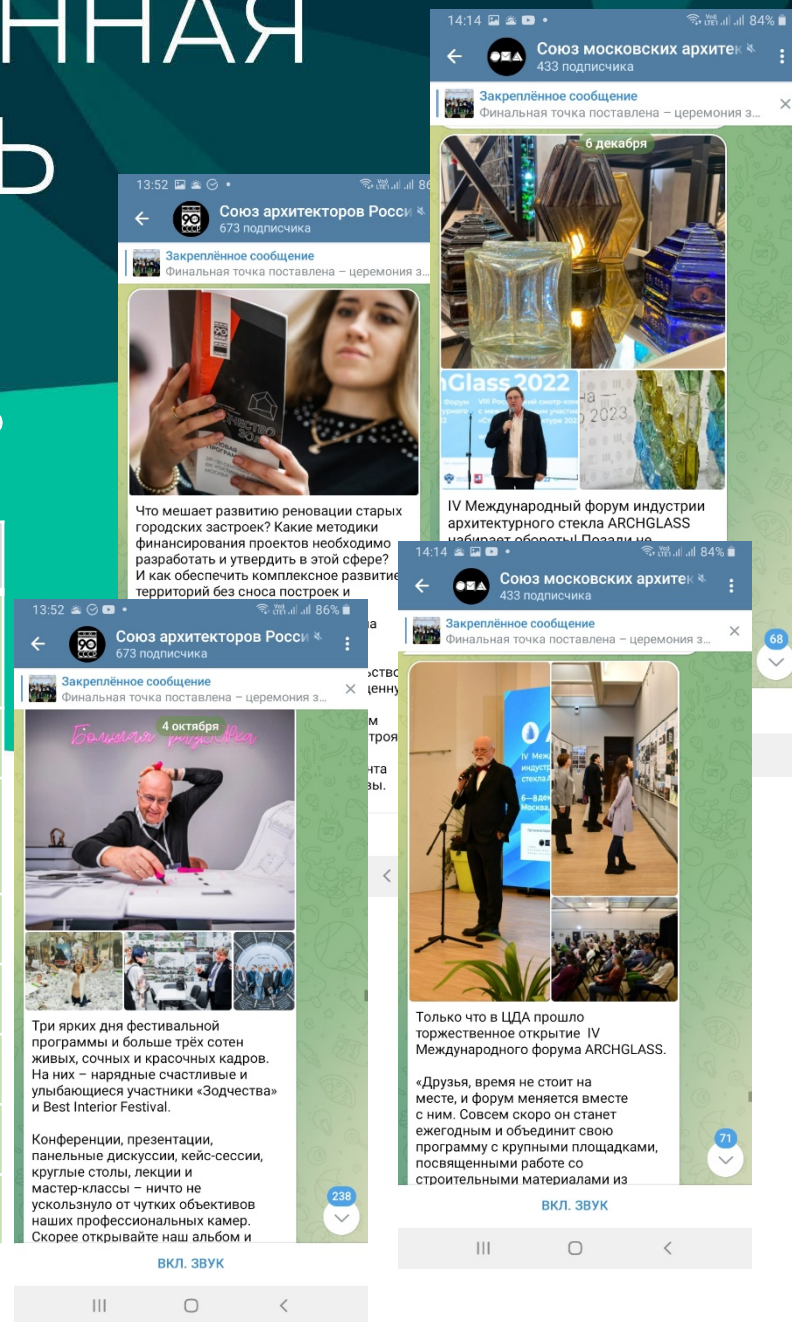 ННАЯ
Ь
14:14
84%
Союз московских архитек
433 подписчика
Закреплённое сообщение
Финальная точка поставлена – церемония з...
6 декабря
nGlass 2022
2023
IV Международный форум индустрии
архитектурного стекла ARCHGLASS
набирает обороты! Позади не
68
13:52
Союз архитекторов Росси
673 подписчика
Закреплённое сообщение
Финальная точка поставлена – церемония з...
Что мешает развитию реновации старых
городских застроек? Какие методики
финансирования проектов необходимо
разработать и утвердить в этой сфере?
И как обеспечить комплексное развитие
территорий без сноса построек и
13:52
86%
Союз архитекторов Росси
673 подписчика
Закреплённое сообщение
Финальная точка поставлена – церемония з...
4 октября
Три ярких дня фестивальной
программы и больше трёх сотен
живых, сочных и красочных кадров.
На них – нарядные счастливые и
улыбающиеся участники «Зодчества»
и Best Interior Festival.
Конференции, презентации,
панельные дискуссии, кейс-сессии,
круглые столы, лекции и
мастер-классы – ничто не
ускользнуло от чутких объективов
наших профессиональных камер.
Скорее открывайте наш альбом и
238
ВКЛ. ЗВУК
14:14
84%
Союз московских архитек
433 подписчика
Закреплённое сообщение
Финальная точка поставлена – церемония з...
Только что в ЦДА прошло
торжественное открытие IV
Международного форума ARCHGLASS.
«Друзья, время не стоит на
месте, и форум меняется вместе
с ним. Совсем скоро он станет
ежегодным и объединит свою
программу с крупными площадками,
посвященными работе со
строительными материалами из
71
ВКЛ. ЗВУК